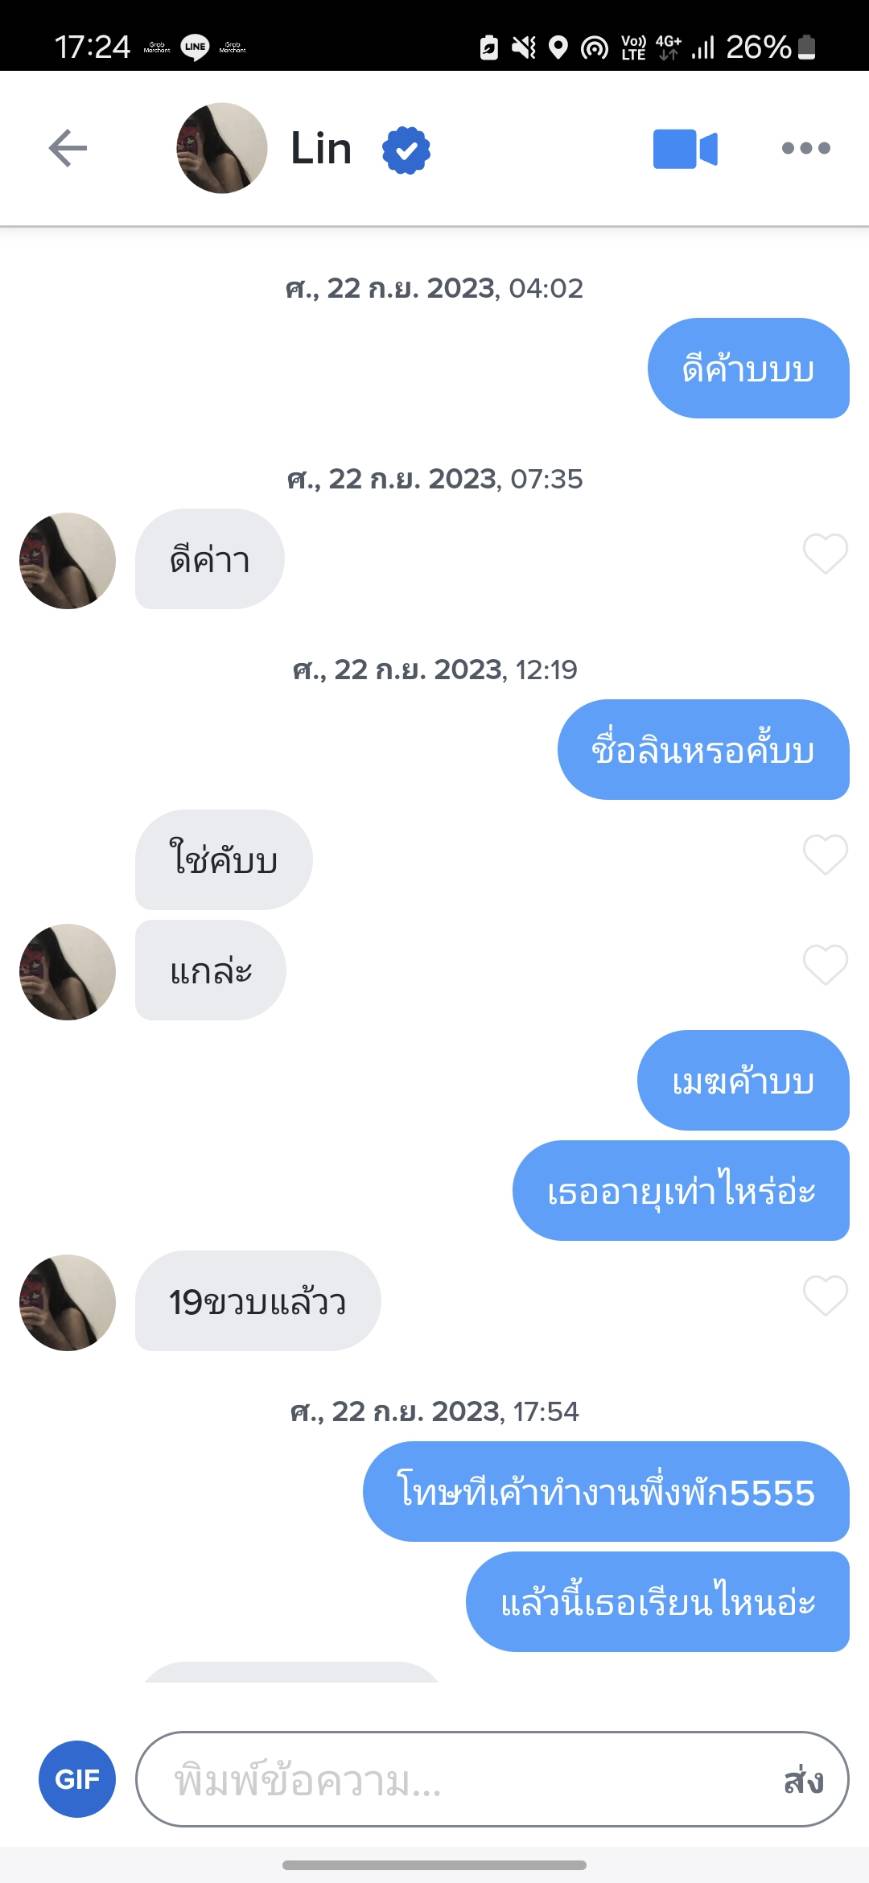 17:24
Grab Merchant
LINE
Grab Merchant
Vo)) LTE
4G+
26%
Lin
ศ., 22 ก.ย. 2023, 04:02
ดีค้าบบบ
ศ., 22 ก.ย. 2023, 07:35
ดีค่าา
ศ., 22 ก.ย. 2023, 12:19
ชื่อลินหรอคั้บบ
ใช่คับบ
แกล่ะ
เมฆค้าบบ
เธออายุเท่าไหร่อ่ะ
19ขวบแล้วว
ศ., 22 ก.ย. 2023, 17:54
โทษทีเค้าทำงานพึ่งพัก5555
แล้วนี้เธอเรียนไหนอ่ะ
GIF
พิมพ์ข้อความ...
ส่ง